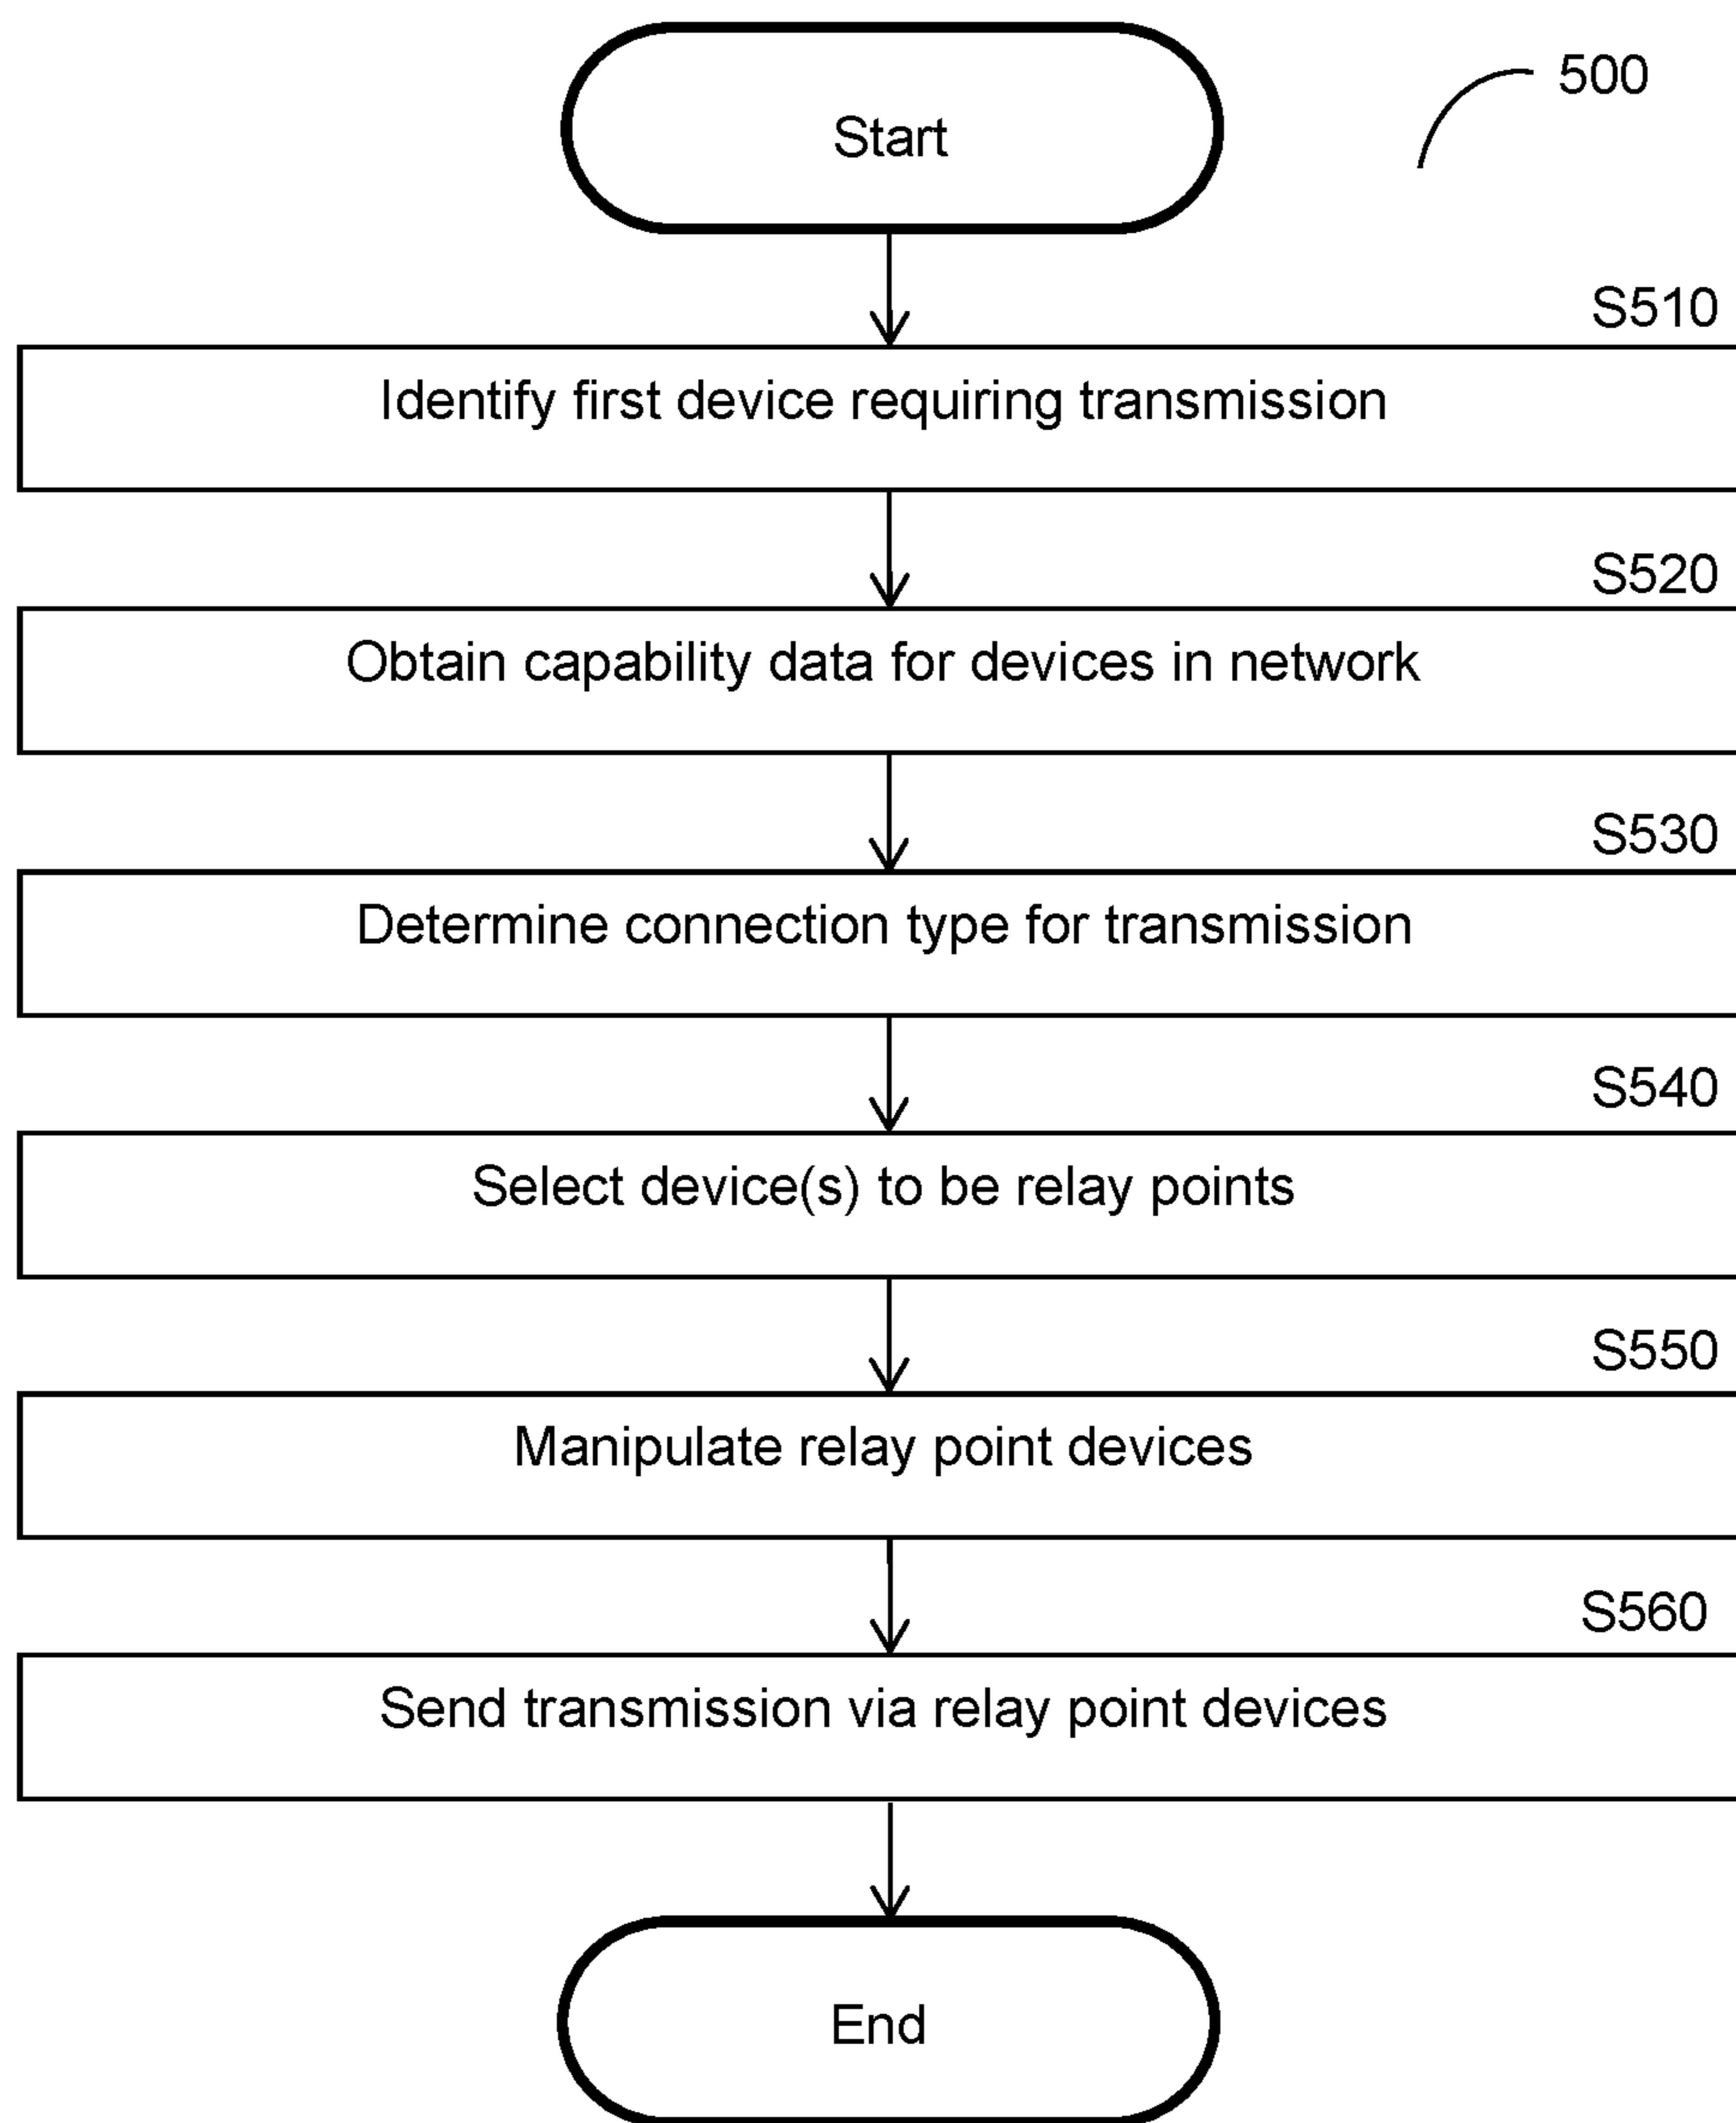 Start
500
S510
Identify first device requiring transmission
S520
Obtain capability data for devices in network
S530
Determine connection type for transmission
S540
Select device(s) to be relay points
S550
Manipulate relay point devices
S560
Send transmission via relay point devices
End